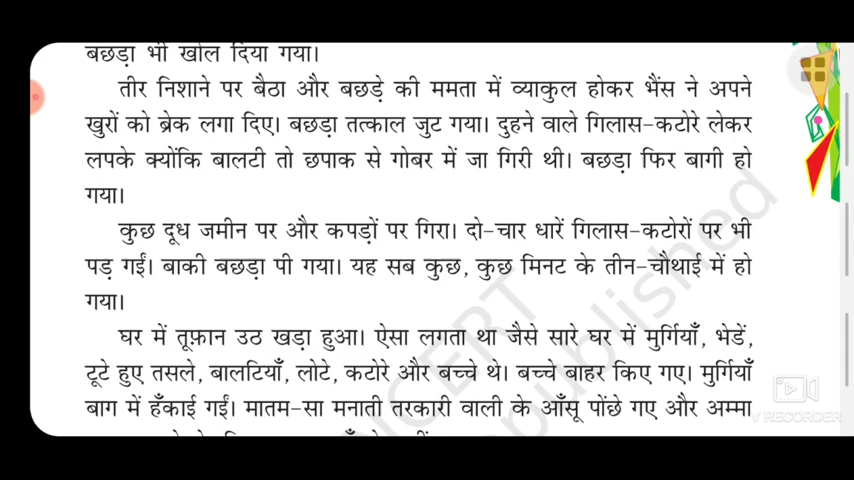 बछड़ा भी खोल दिया गया।
तीर निशाने पर बैठा और बछड़े की ममता में व्याकुल होकर भैंस ने अपने
खुरों को ब्रेक लगा दिए। बछड़ा तत्काल जुट गया। दुहने वाले गिलास-कटोरे लेकर
लपके क्योंकि बालटी तो छपाक से गोबर में जा गिरी थी। बछड़ा फिर बागी हो
गया।
कुछ दूध जमीन पर और कपड़ों पर गिरा। दो-चार धारें गिलास-कटोरों पर भी
पड़ गईं। बाकी बछड़ा पी गया। यह सब कुछ, कुछ मिनट के तीन-चौथाई में हो
गया।
घर में तूफ़ान उठ खड़ा हुआ। ऐसा लगता था जैसे सारे घर में मुर्गियाँ, भेडें,
टूटे हुए तसले, बालटियाँ, लोटे, कटोरे और बच्चे थे। बच्चे बाहर किए गए। मुर्गियाँ
बाग में हँकाई गईं। मातम-सा मनाती तरकारी वाली के आँसू पोंछे गए और अम्मा
NCERT
republished
V RECORDER